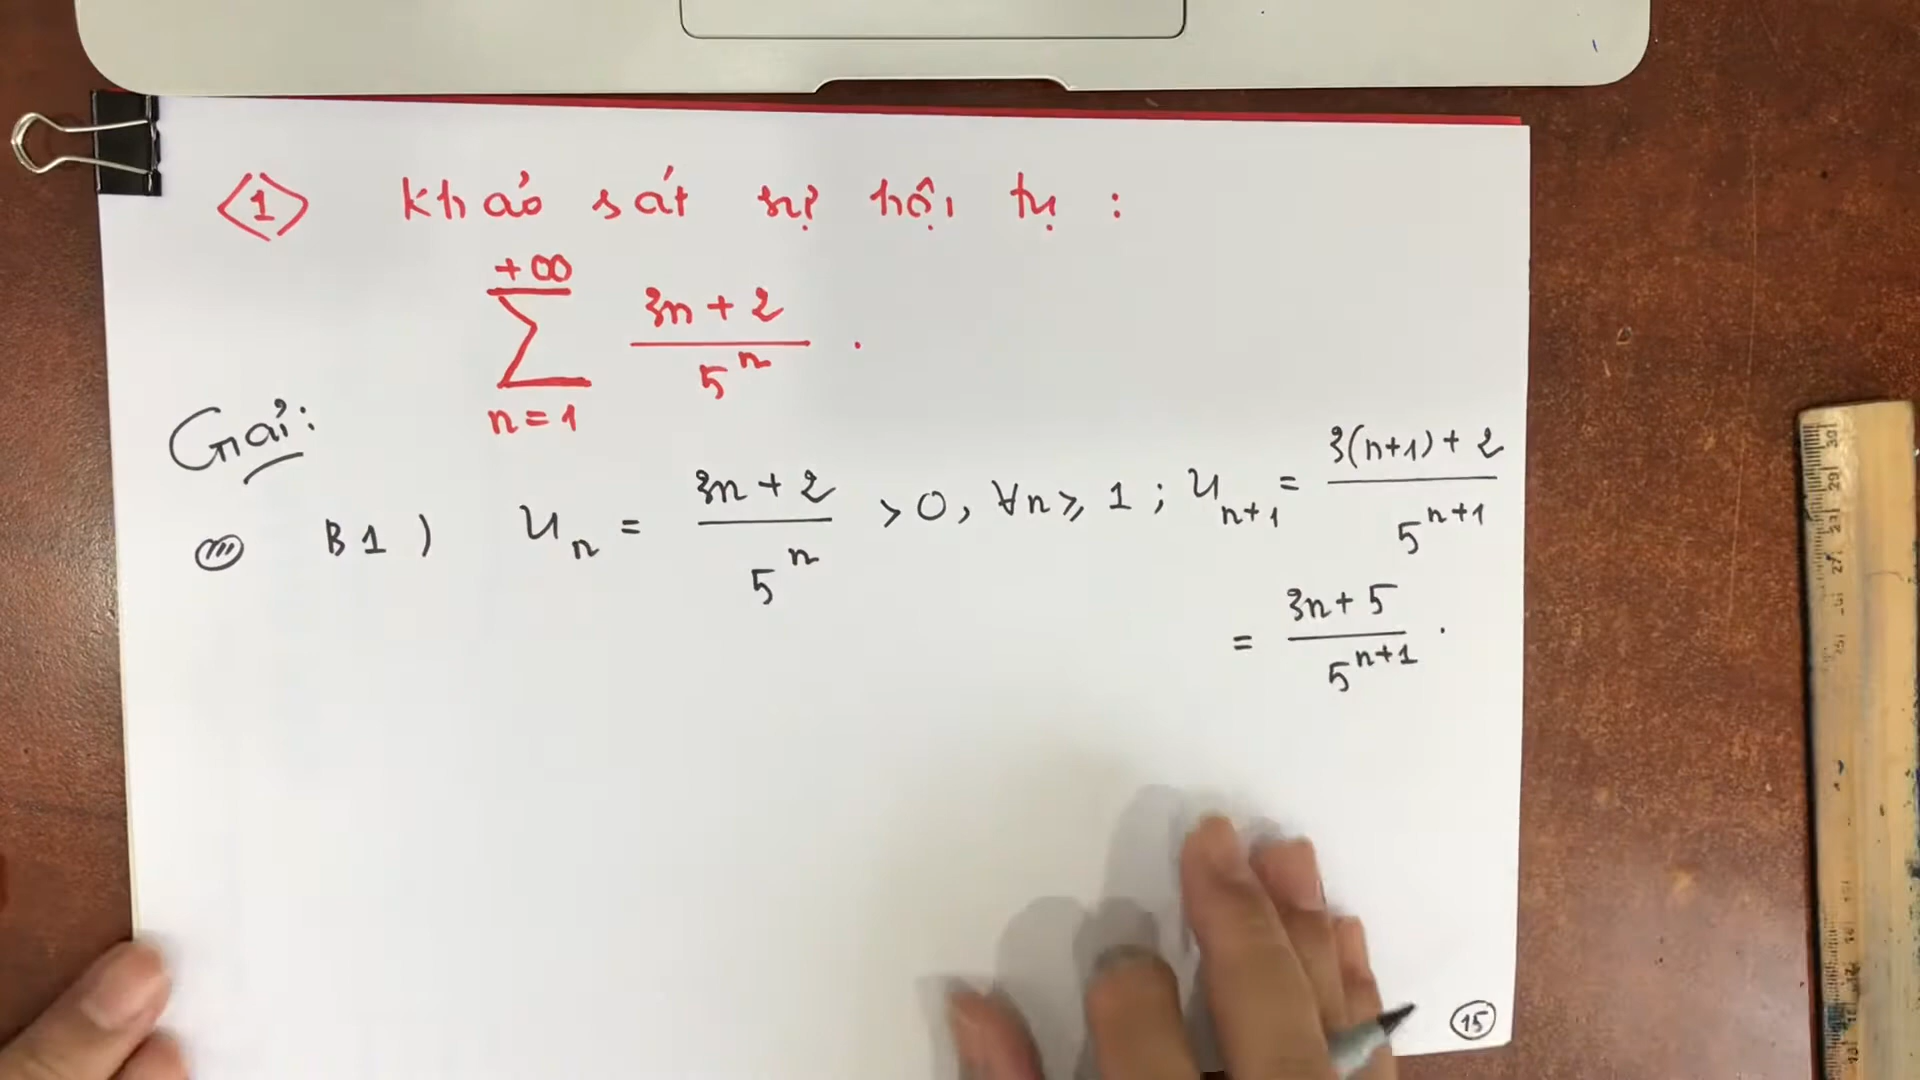 <1> Khảo sát sự hội tụ :
+∞
∑ (3n + 2) / 5^n .
n = 1
Giải:
B1 ) u_n = (3n + 2) / 5^n > 0, ∀n ⩾ 1 ; u_{n+1} = (3(n+1) + 2) / 5^{n+1}
= (3n + 5) / 5^{n+1} .
15